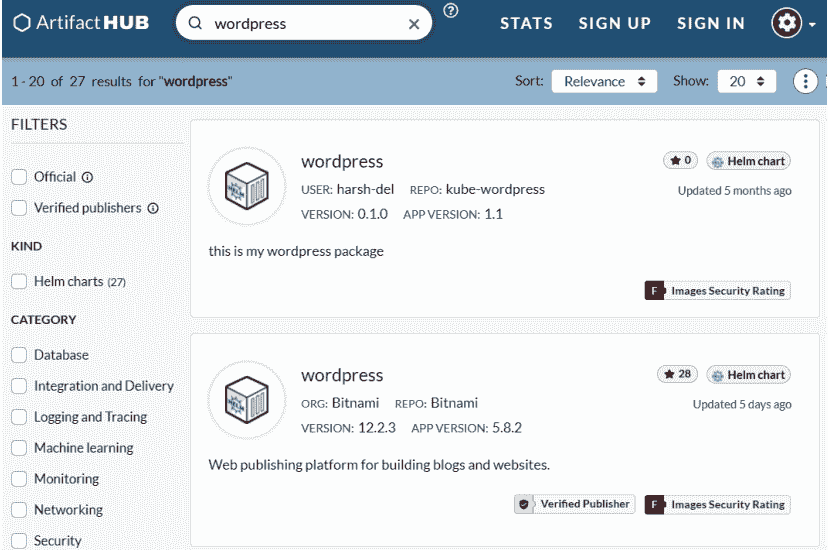 Artifact HUB wordpress STATS SIGN UP SIGN IN
1 - 20 of 27 results for "wordpress" Sort: Relevance Show: 20
FILTERS
Official
Verified publishers
KIND
Helm charts (27)
CATEGORY
Database
Integration and Delivery
Logging and Tracing
Machine learning
Monitoring
Networking
Security
wordpress
0 Helm chart
USER: harsh-del REPO: kube-wordpress
Updated 5 months ago
VERSION: 0.1.0 APP VERSION: 1.1
this is my wordpress package
F Images Security Rating
wordpress
28 Helm chart
ORG: Bitnami REPO: Bitnami
Updated 5 days ago
VERSION: 12.2.3 APP VERSION: 5.8.2
Web publishing platform for building blogs and websites.
Verified Publisher F Images Security Rating